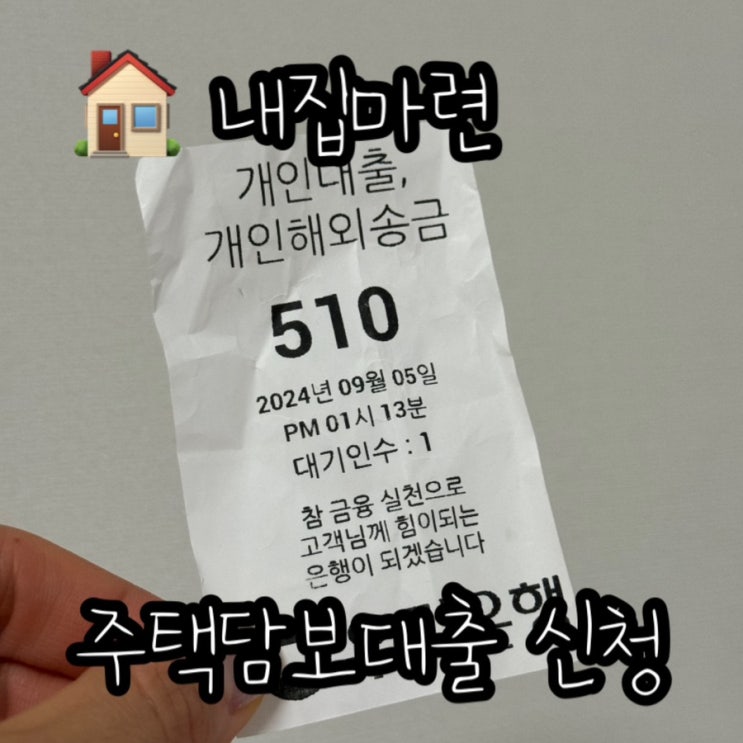 내집마련
개인대출,
개인해외송금
510
2024년 09월 05일
PM 01시 13분
대기인수 : 1
참 금융 실천으로
고객님께 힘이되는
은행이 되겠습니다
은행
주택담보대출 신청